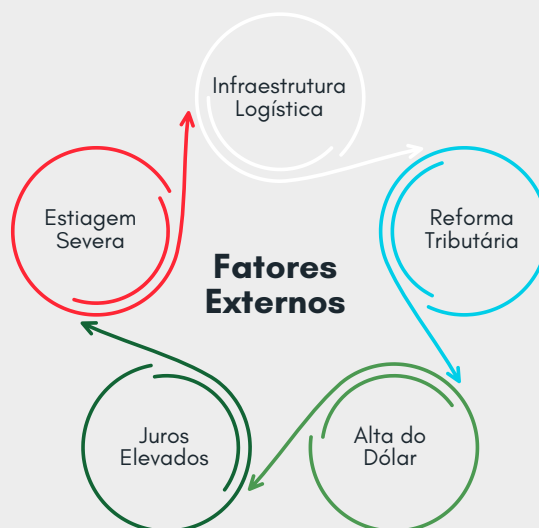 Infraestrutura
Logística
Reforma
Tributária
Alta do
Dólar
Juros
Elevados
Estiagem
Severa
Fatores
Externos